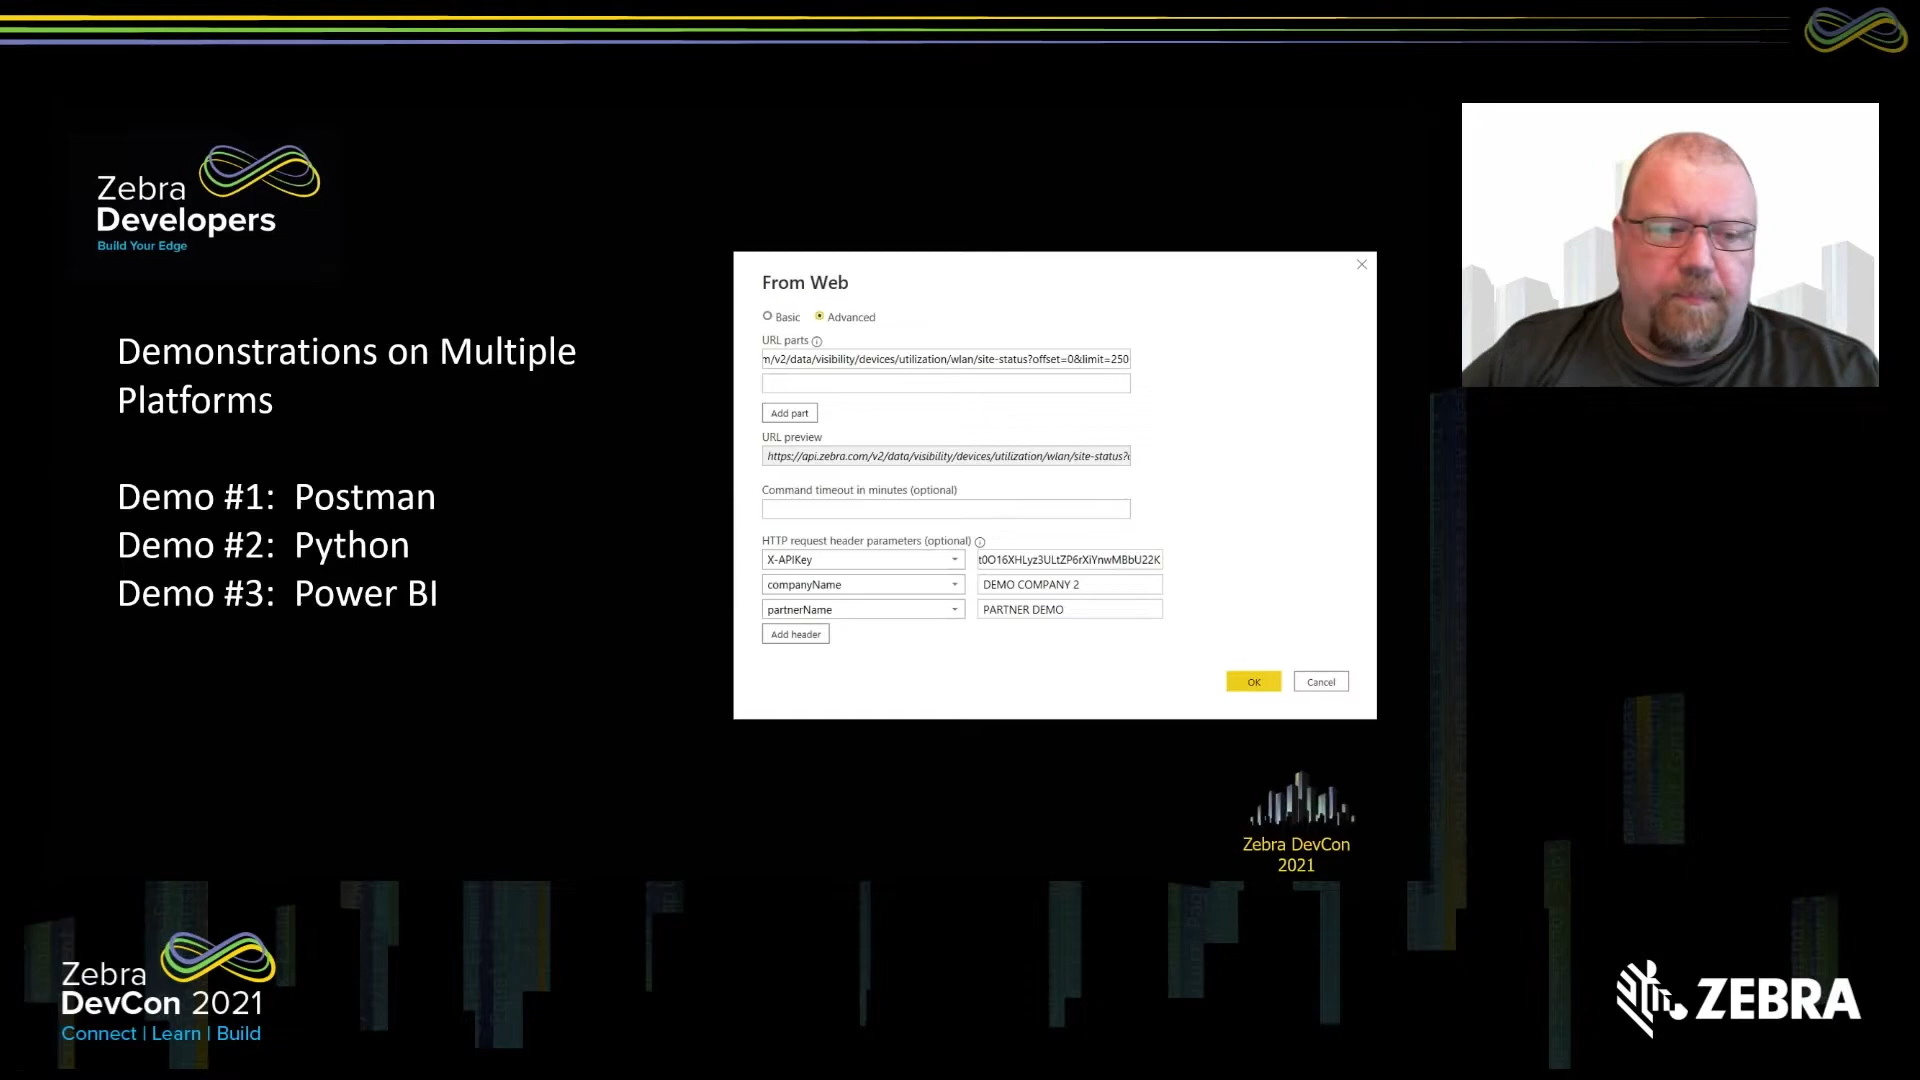 Zebra
Developers
Build Your Edge
Demonstrations on Multiple
Platforms
Demo #1: Postman
Demo #2: Python
Demo #3: Power BI
From Web
Basic Advanced
URL parts
m/v2/data/visibility/devices/utilization/wlan/site-status?offset=0&limit=250
Add part
URL preview
https://api.zebra.com/v2/data/visibility/devices/utilization/wlan/site-status?
Command timeout in minutes (optional)
HTTP request header parameters (optional)
X-APIKey t0O16XHLyz3ULtZP6rXiYnwMBbU22K
companyName DEMO COMPANY 2
partnerName PARTNER DEMO
Add header
OK Cancel
Zebra DevCon
2021
Zebra
DevCon 2021
Connect | Learn | Build
ZEBRA